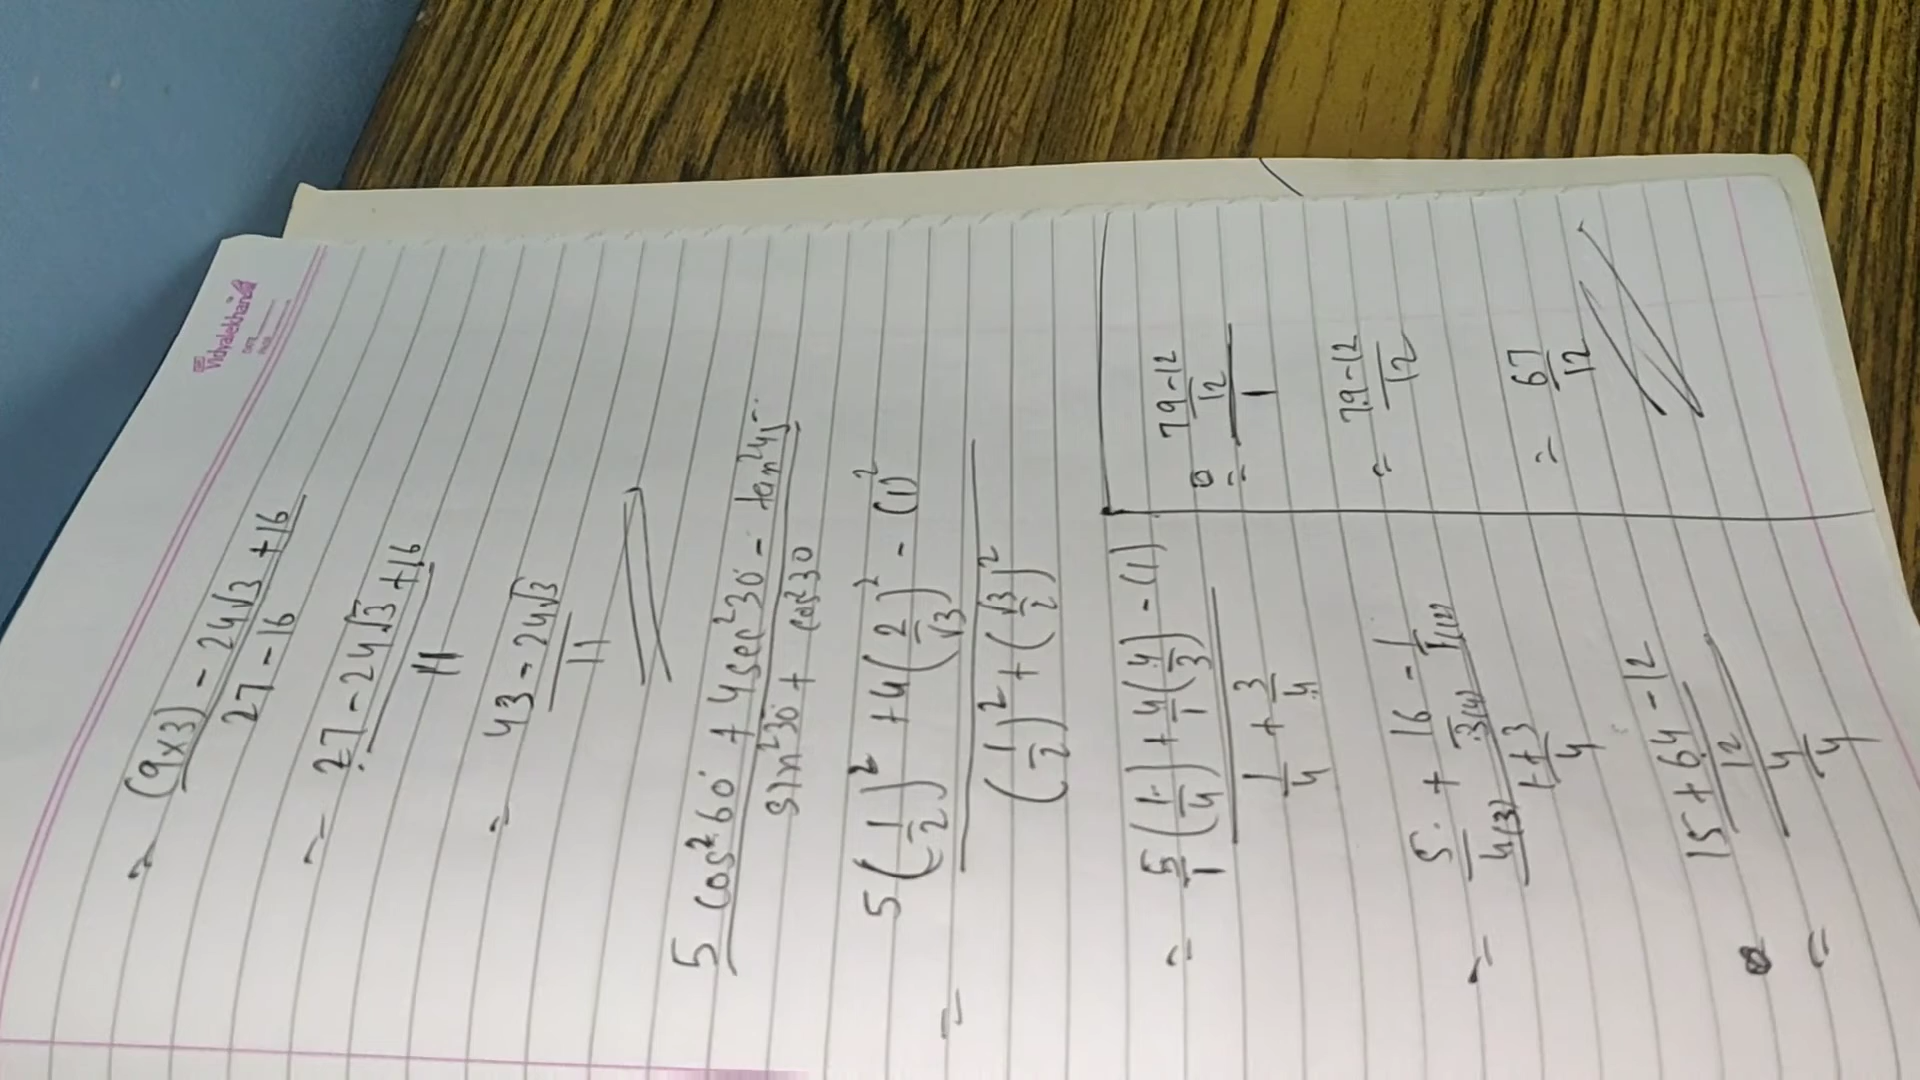 Vidyalekhan
DATE
PAGE
= (9×3) - 24√3 + 16 / 27 - 16
= 27 - 24√3 + 16 / 11
= 43 - 24√3 / 11
5 cos²60° + 4 sec²30° - tan²45° / sin²30° + cos²30
= 5(1/2)² + 4(2/√3)² - (1)² / (1/2)² + (√3/2)²
= 5/1(1/4) + 4/1(4/3) - (1) / 1/4 + 3/4
= 5/4(3) + 16/3(4) - 1/1(12) / 1+3/4
15 + 64 - 12 / 12
= 4/4
= 79-12/12 / 1
= 79-12/12
= 67/12